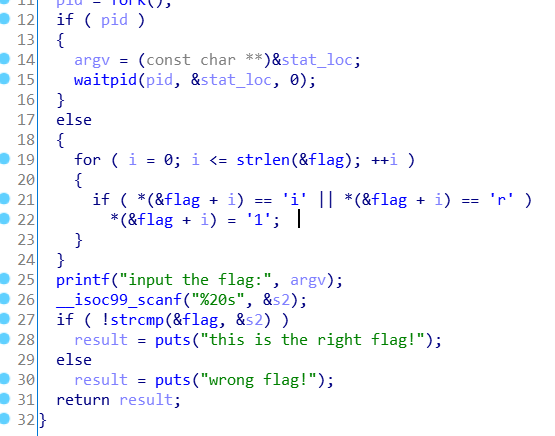 11 pid = fork();
12 if ( pid )
13 {
14 argv = (const char **)&stat_loc;
15 waitpid(pid, &stat_loc, 0);
16 }
17 else
18 {
19 for ( i = 0; i <= strlen(&flag); ++i )
20 {
21 if ( *(&flag + i) == 'i' || *(&flag + i) == 'r' )
22 *(&flag + i) = '1';
23 }
24 }
25 printf("input the flag:", argv);
26 __isoc99_scanf("%20s", &s2);
27 if ( !strcmp(&flag, &s2) )
28 result = puts("this is the right flag!");
29 else
30 result = puts("wrong flag!");
31 return result;
32 }